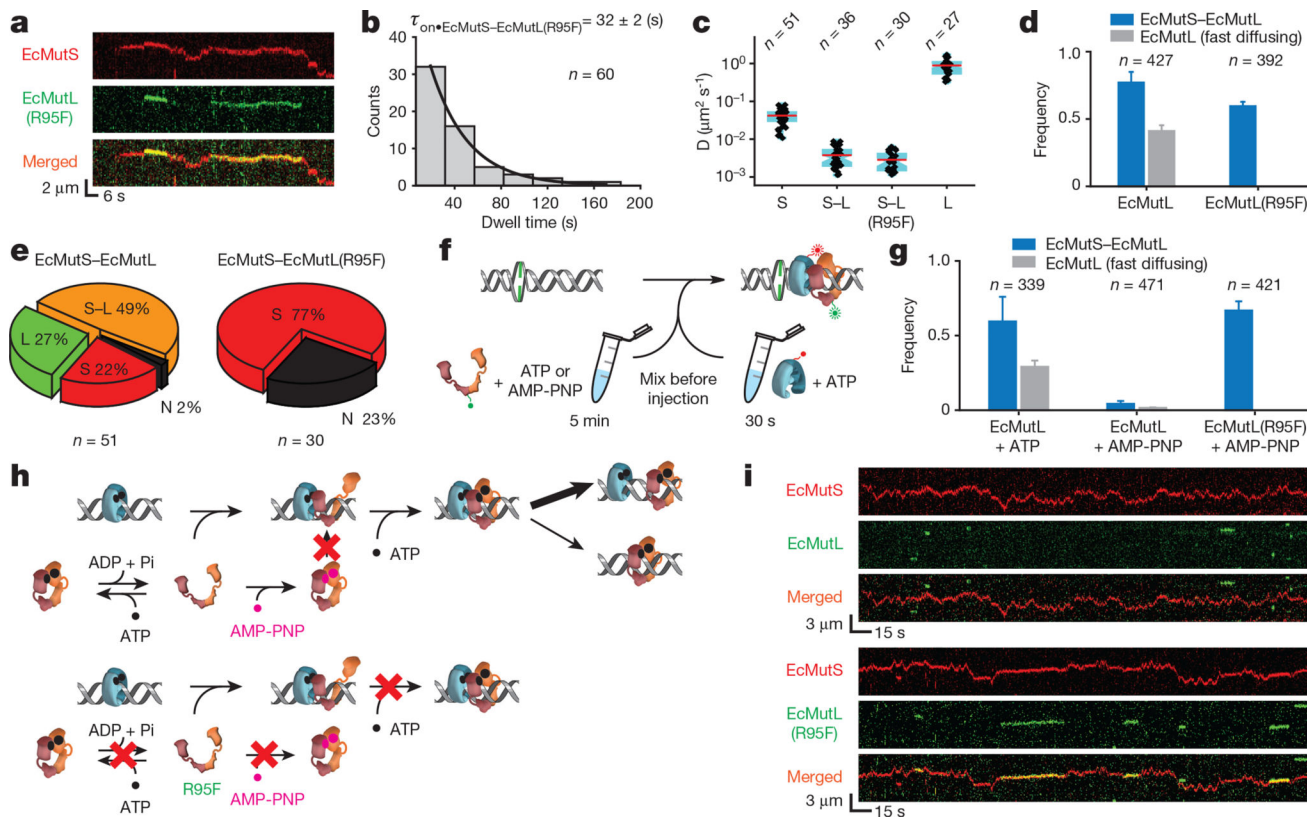 a
EcMutS
EcMutL
(R95F)
Merged
2 μm
6 s
b
τon•EcMutS–EcMutL(R95F) = 32 ± 2 (s)
n = 60
Counts
40
30
20
10
0
40 80 120 160 200
Dwell time (s)
c
n = 51
n = 36
n = 30
n = 27
D (μm² s⁻¹)
10⁰
10⁻¹
10⁻²
10⁻³
S
S–L
S–L
(R95F)
L
d
EcMutS–EcMutL
EcMutL (fast diffusing)
n = 427
n = 392
Frequency
1.0
0.5
0
EcMutL
EcMutL(R95F)
e
EcMutS–EcMutL
S–L 49%
L 27%
S 22%
N 2%
n = 51
EcMutS–EcMutL(R95F)
S 77%
N 23%
n = 30
f
+
ATP or
AMP-PNP
5 min
Mix before
injection
30 s
+ ATP
g
EcMutS–EcMutL
EcMutL (fast diffusing)
n = 339
n = 471
n = 421
Frequency
1.0
0.5
0
EcMutL
+ ATP
EcMutL
+ AMP-PNP
EcMutL(R95F)
+ AMP-PNP
h
ADP + Pi
ATP
AMP-PNP
ATP
ADP + Pi
ATP
R95F
AMP-PNP
ATP
i
EcMutS
EcMutL
Merged
3 μm
15 s
EcMutS
EcMutL
(R95F)
Merged
3 μm
15 s